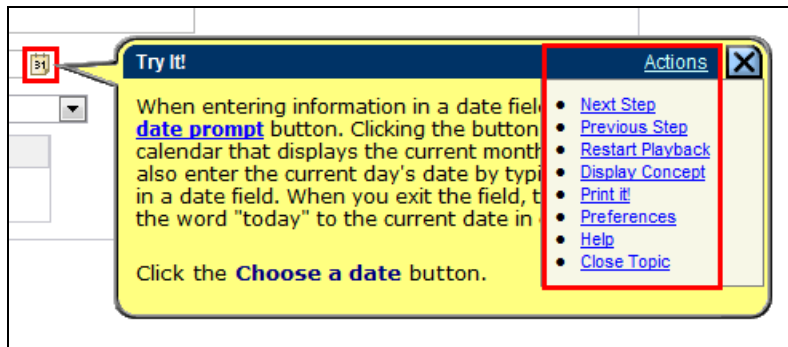 31
Try It!
Actions
When entering information in a date fiel
date prompt button. Clicking the button
calendar that displays the current month
also enter the current day's date by typi
in a date field. When you exit the field, t
the word "today" to the current date in
Click the Choose a date button.
Next Step
Previous Step
Restart Playback
Display Concept
Print it!
Preferences
Help
Close Topic